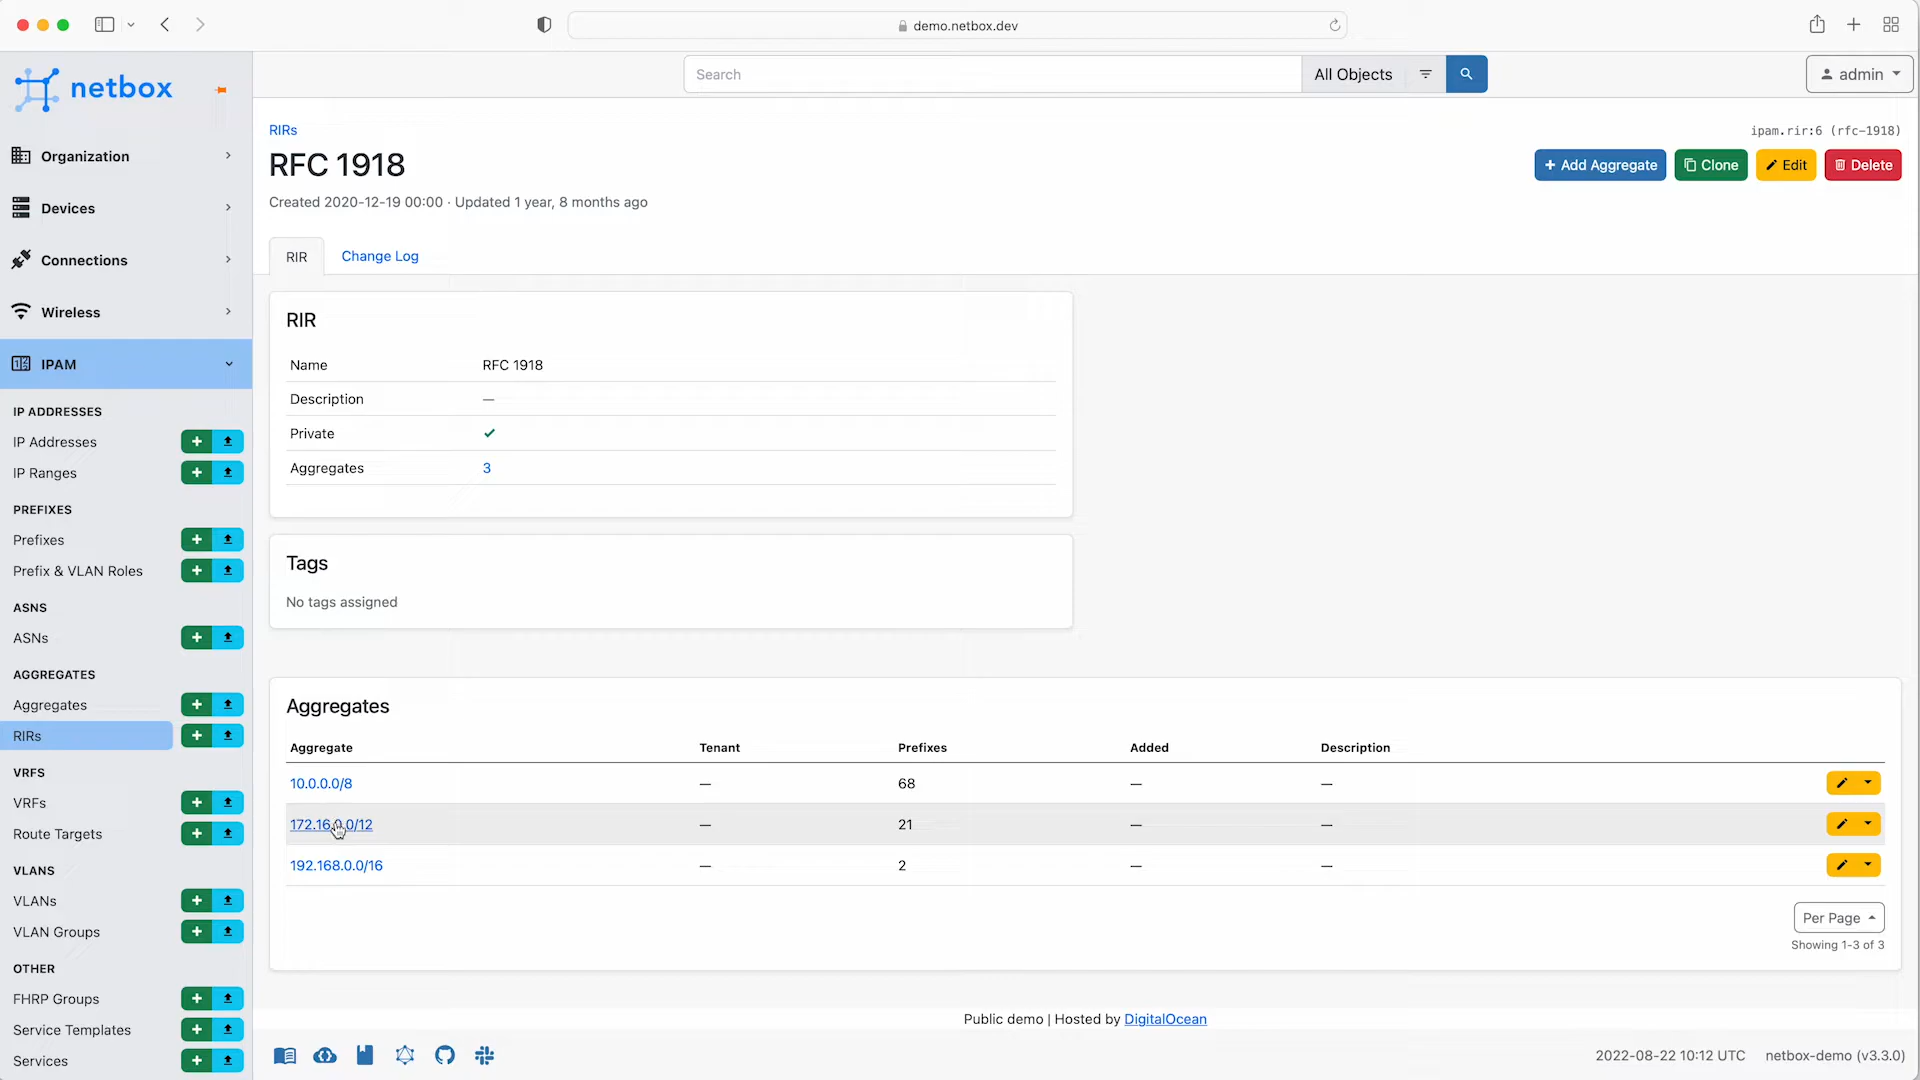 demo.netbox.dev
netbox
Search
All Objects
admin
Organization
Devices
Connections
Wireless
IPAM
IP ADDRESSES
IP Addresses
IP Ranges
PREFIXES
Prefixes
Prefix & VLAN Roles
ASNS
ASNs
AGGREGATES
Aggregates
RIRs
VRFS
VRFs
Route Targets
VLANS
VLANs
VLAN Groups
OTHER
FHRP Groups
Service Templates
Services
RIRs
ipam.rir:6 (rfc-1918)
RFC 1918
+ Add Aggregate Clone Edit Delete
Created 2020-12-19 00:00 · Updated 1 year, 8 months ago
RIR Change Log
RIR
Name RFC 1918
Description —
Private ✓
Aggregates 3
Tags
No tags assigned
Aggregates
Aggregate Tenant Prefixes Added Description
10.0.0.0/8 — 68 — —
172.16.0.0/12 — 21 — —
192.168.0.0/16 — 2 — —
Per Page
Showing 1-3 of 3
Public demo | Hosted by DigitalOcean
2022-08-22 10:12 UTC netbox-demo (v3.3.0)